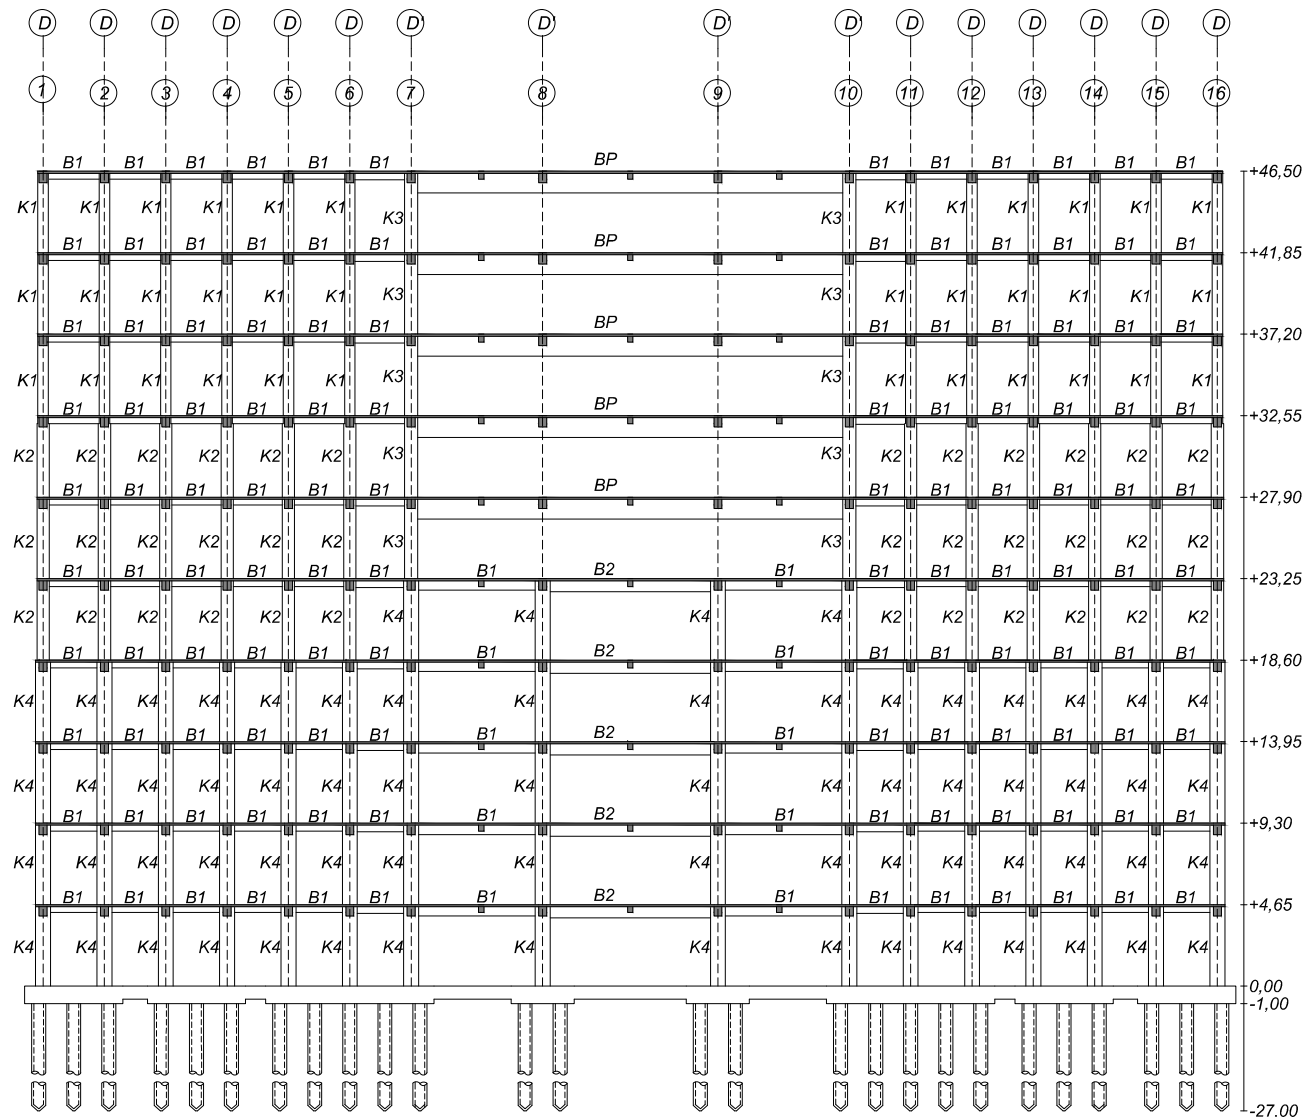 D D D D D D D' D' D' D' D D D D D D
1 2 3 4 5 6 7 8 9 10 11 12 13 14 15 16
B1 B1 B1 B1 B1 B1 BP B1 B1 B1 B1 B1 B1
+46,50
K1 K1 K1 K1 K1 K1 K3 K3 K1 K1 K1 K1 K1 K1
B1 B1 B1 B1 B1 B1 BP B1 B1 B1 B1 B1 B1
+41,85
K1 K1 K1 K1 K1 K1 K3 K3 K1 K1 K1 K1 K1 K1
B1 B1 B1 B1 B1 B1 BP B1 B1 B1 B1 B1 B1
+37,20
K1 K1 K1 K1 K1 K1 K3 K3 K1 K1 K1 K1 K1 K1
B1 B1 B1 B1 B1 B1 BP B1 B1 B1 B1 B1 B1
+32,55
K2 K2 K2 K2 K2 K2 K3 K3 K2 K2 K2 K2 K2 K2
B1 B1 B1 B1 B1 B1 BP B1 B1 B1 B1 B1 B1
+27,90
K2 K2 K2 K2 K2 K2 K3 K3 K2 K2 K2 K2 K2 K2
B1 B1 B1 B1 B1 B1 B1 B2 B1 B1 B1 B1 B1 B1 B1
+23,25
K2 K2 K2 K2 K2 K2 K4 K4 K4 K4 K2 K2 K2 K2 K2 K2
B1 B1 B1 B1 B1 B1 B1 B2 B1 B1 B1 B1 B1 B1 B1
+18,60
K4 K4 K4 K4 K4 K4 K4 K4 K4 K4 K4 K4 K4 K4 K4 K4
B1 B1 B1 B1 B1 B1 B1 B2 B1 B1 B1 B1 B1 B1 B1
+13,95
K4 K4 K4 K4 K4 K4 K4 K4 K4 K4 K4 K4 K4 K4 K4 K4
B1 B1 B1 B1 B1 B1 B1 B2 B1 B1 B1 B1 B1 B1 B1
+9,30
K4 K4 K4 K4 K4 K4 K4 K4 K4 K4 K4 K4 K4 K4 K4 K4
B1 B1 B1 B1 B1 B1 B1 B2 B1 B1 B1 B1 B1 B1 B1
+4,65
K4 K4 K4 K4 K4 K4 K4 K4 K4 K4 K4 K4 K4 K4 K4 K4
0,00
-1,00
-27.00